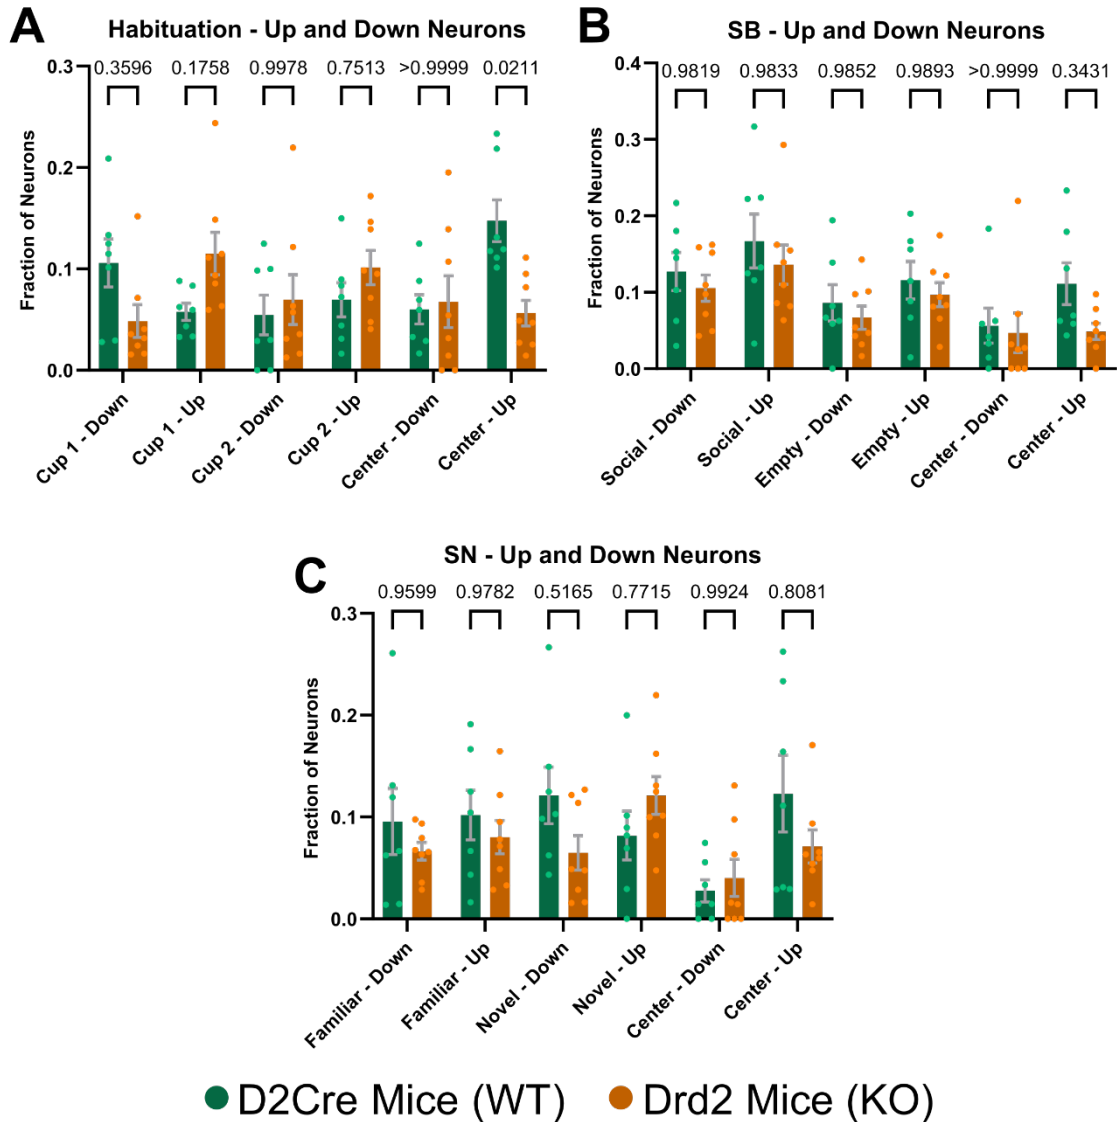 A
Habituation - Up and Down Neurons
0.3596 0.1758 0.9978 0.7513 >0.9999 0.0211
Fraction of Neurons
0.3
0.2
0.1
0.0
Cup 1 - Down
Cup 1 - Up
Cup 2 - Down
Cup 2 - Up
Center - Down
Center - Up
B
SB - Up and Down Neurons
0.9819 0.9833 0.9852 0.9893 >0.9999 0.3431
Fraction of Neurons
0.4
0.3
0.2
0.1
0.0
Social - Down
Social - Up
Empty - Down
Empty - Up
Center - Down
Center - Up
C
SN - Up and Down Neurons
0.9599 0.9782 0.5165 0.7715 0.9924 0.8081
Fraction of Neurons
0.3
0.2
0.1
0.0
Familiar - Down
Familiar - Up
Novel - Down
Novel - Up
Center - Down
Center - Up
D2Cre Mice (WT) Drd2 Mice (KO)